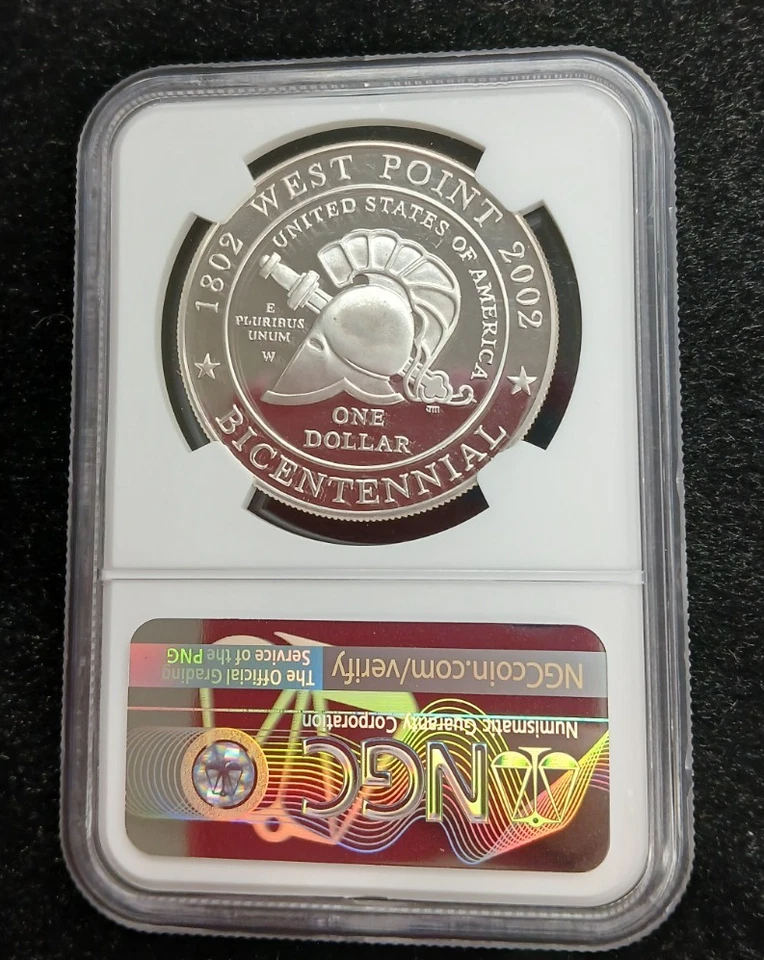 1802 WEST POINT 2002
UNITED STATES OF AMERICA
E
PLURIBUS
UNUM
W
JM
ONE
DOLLAR
BICENTENNIAL
NGCcoin.com/verify
The Official Grading
Service of the PNG
Numismatic Guaranty Corporation
NGC